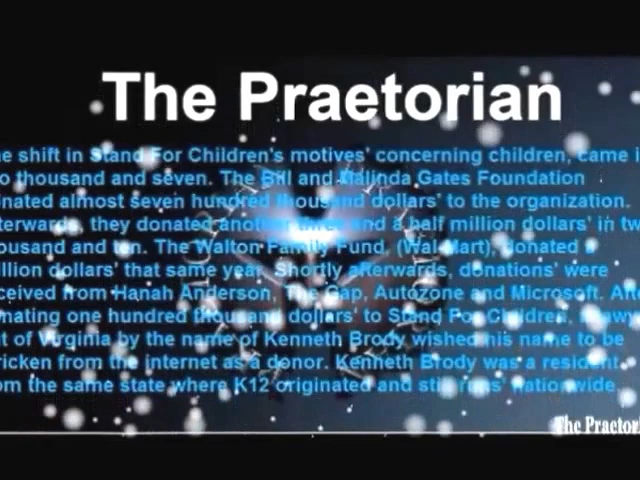 The Praetorian
e shift in Stand For Children's motives' concerning children, came i
o thousand and seven. The Bill and Malinda Gates Foundation
nated almost seven hundred thousand dollars' to the organization.
terwards, they donated another three and a half million dollars' in tw
ousand and ten. The Walton Family Fund, (Wal-Mart), donated
llion dollars' that same year. Shortly afterwards, donations' were
ceived from Hanah Anderson, The Gap, Autozone and Microsoft. An
nating one hundred thousand dollars' to Stand For Children,
t of Virginia by the name of Kenneth Brody wished his name to be
ricken from the internet as a donor. Kenneth Brody was a resident
om the same state where K12 originated and still runs' nationwide.
The Praetor